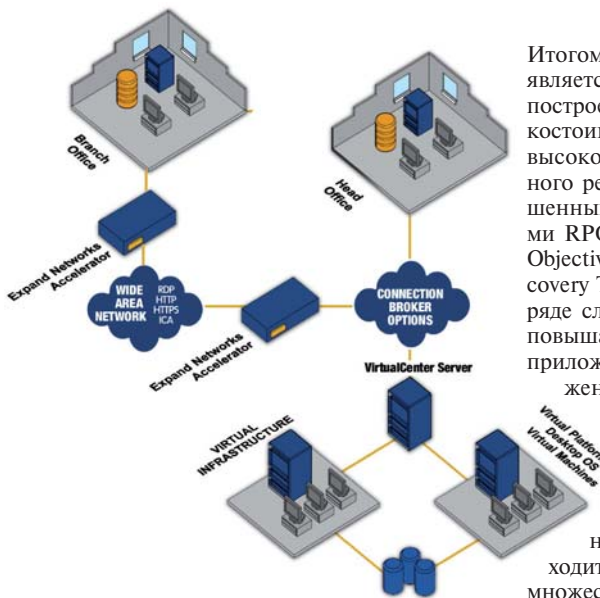 Branch
Office
Head
Office
Expand Networks
Accelerator
WIDE
AREA
NETWORK
RDP
HTTP
HTTPS
ICA
Expand Networks
Accelerator
CONNECTION
BROKER
OPTIONS
VirtualCenter Server
VIRTUAL
INFRASTRUCTURE
Virtual Platform
Desktop OS
Virtual Machines
Итогом
является
построе
костоим
высоко
ного ре
шенным
ми RPO
Objectiv
covery T
ряде сл
повыша
прилож
жен
н
ходит
множес